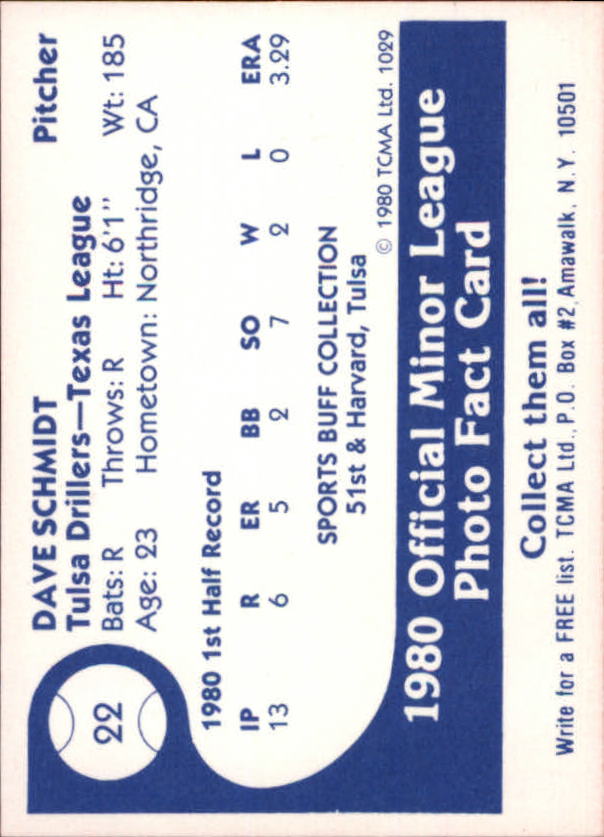 22
DAVE SCHMIDT Pitcher
Tulsa Drillers—Texas League
Bats: R Throws: R Ht: 6'1" Wt: 185
Age: 23 Hometown: Northridge, CA
1980 1st Half Record
IP R ER BB SO W L ERA
13 6 5 2 7 2 0 3.29
SPORTS BUFF COLLECTION
51st & Harvard, Tulsa
© 1980 TCMA Ltd. 1029
1980 Official Minor League
Photo Fact Card
Collect them all!
Write for a FREE list. TCMA Ltd., P.O. Box #2, Amawalk, N.Y. 10501